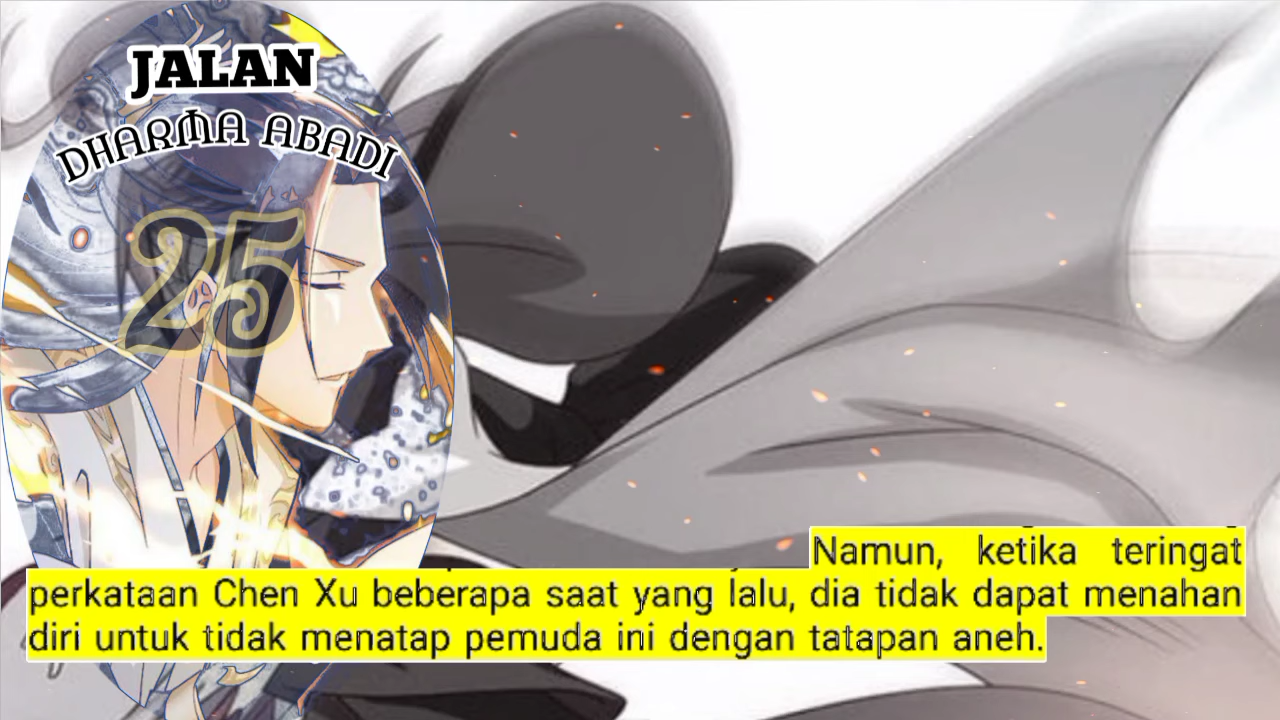 JALAN
DHARMA ABADI
25
Namun, ketika teringat
perkataan Chen Xu beberapa saat yang lalu, dia tidak dapat menahan
diri untuk tidak menatap pemuda ini dengan tatapan aneh.